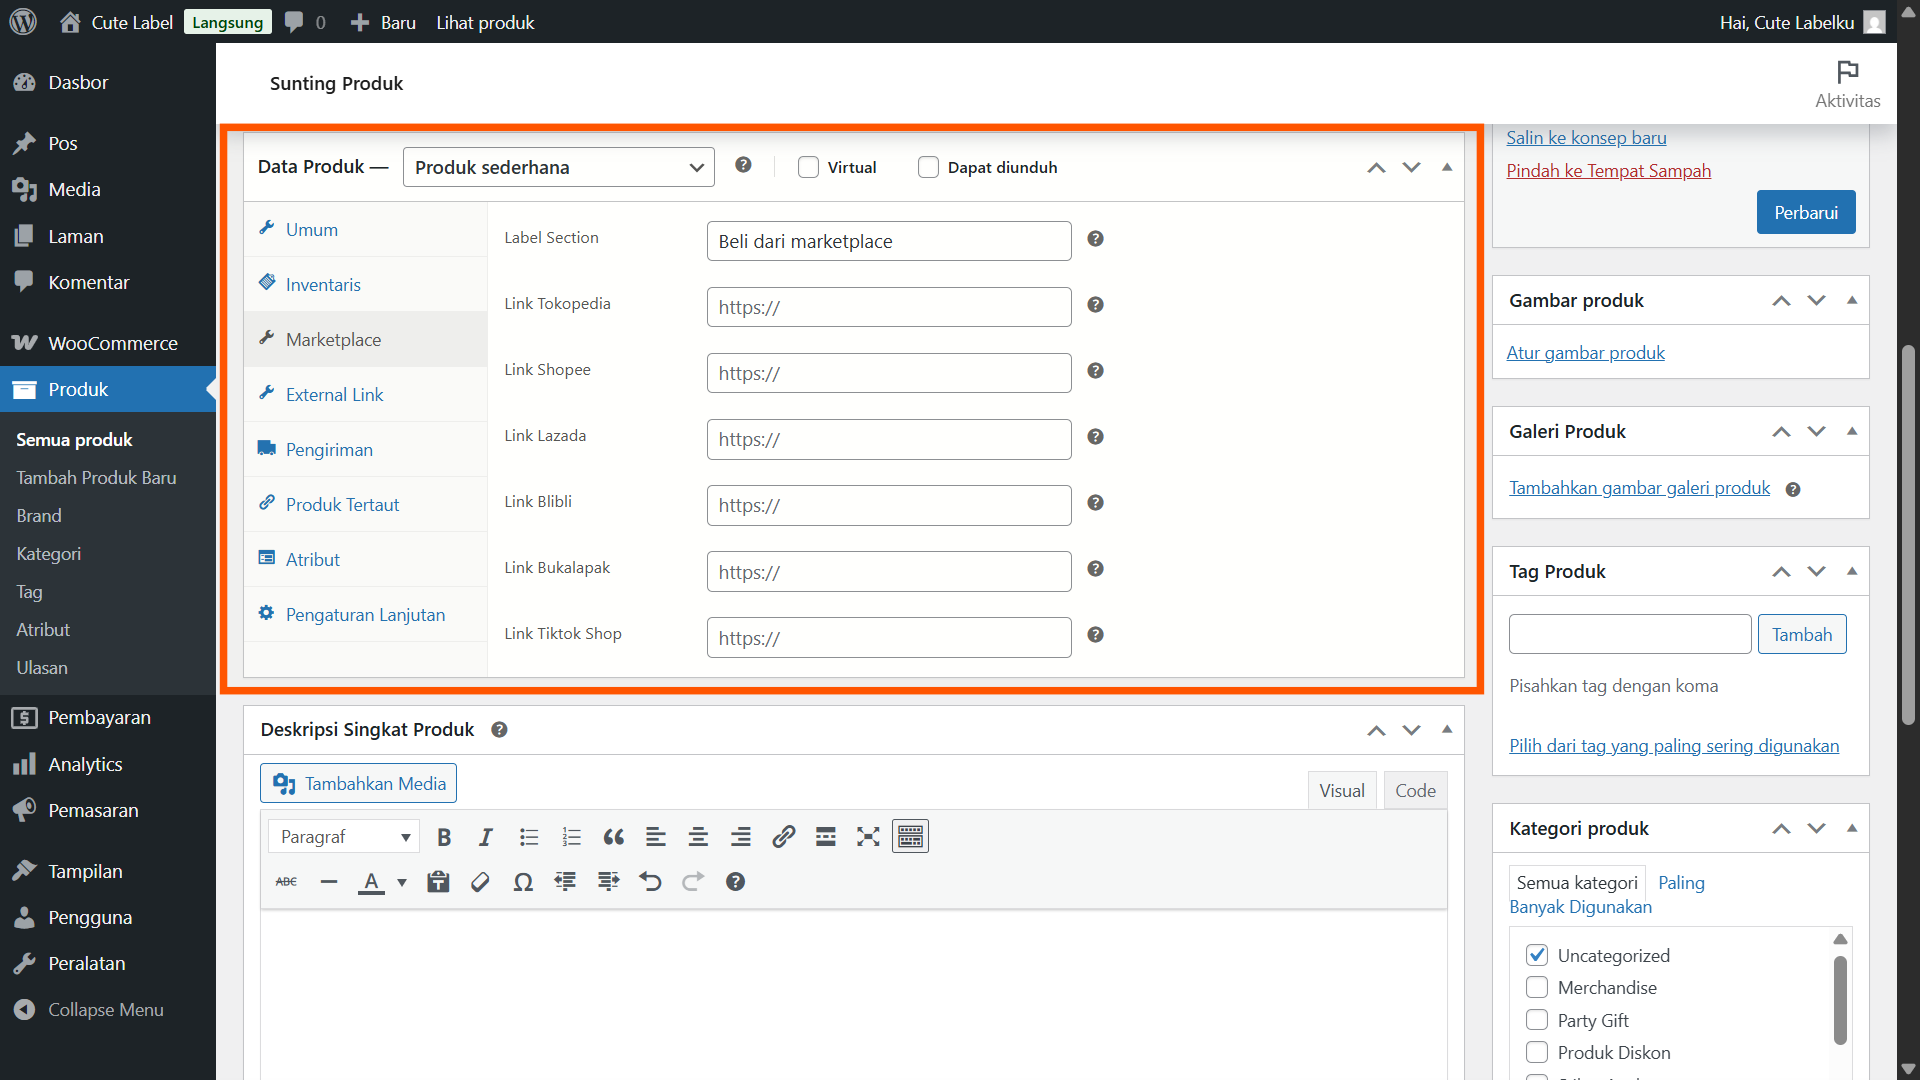 Cute Label Langsung 0 Baru Lihat produk Hai, Cute Labelku
Dasbor
Pos
Media
Laman
Komentar
WooCommerce
Produk
Semua produk
Tambah Produk Baru
Brand
Kategori
Tag
Atribut
Ulasan
Pembayaran
Analytics
Pemasaran
Tampilan
Pengguna
Peralatan
Collapse Menu
Sunting Produk
Aktivitas
Data Produk — Produk sederhana Virtual Dapat diunduh
Umum
Inventaris
Marketplace
External Link
Pengiriman
Produk Tertaut
Atribut
Pengaturan Lanjutan
Label Section Beli dari marketplace
Link Tokopedia https://
Link Shopee https://
Link Lazada https://
Link Blibli https://
Link Bukalapak https://
Link Tiktok Shop https://
Deskripsi Singkat Produk
Tambahkan Media
Visual Code
Paragraf
ABC
Salin ke konsep baru
Pindah ke Tempat Sampah
Perbarui
Gambar produk
Atur gambar produk
Galeri Produk
Tambahkan gambar galeri produk
Tag Produk
Tambah
Pisahkan tag dengan koma
Pilih dari tag yang paling sering digunakan
Kategori produk
Semua kategori Paling
Banyak Digunakan
Uncategorized
Merchandise
Party Gift
Produk Diskon